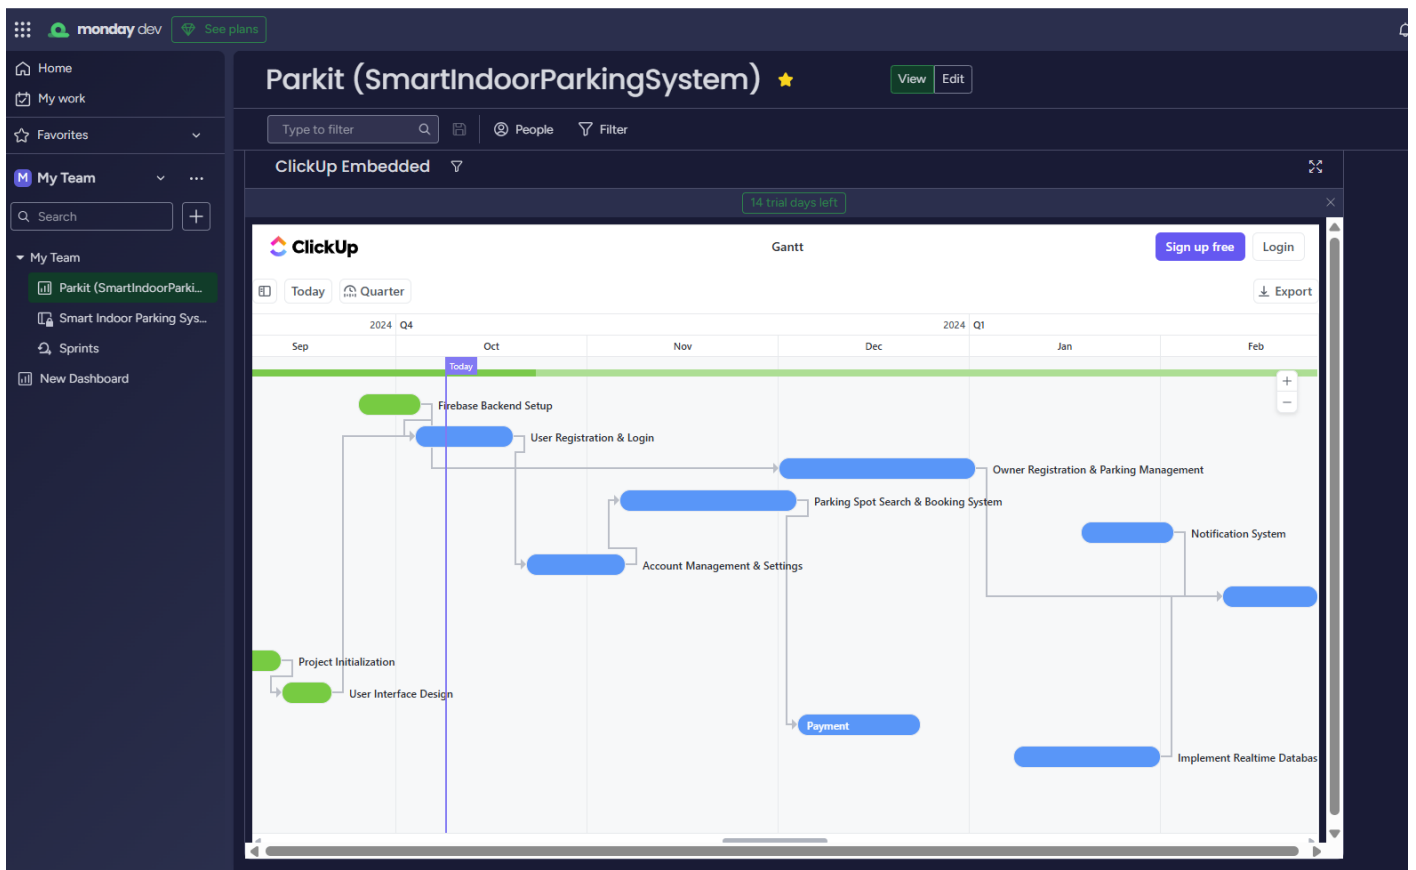 monday dev
See plans
Home
My work
Favorites
M My Team
Search
My Team
Parkit (SmartIndoorParki...
Smart Indoor Parking Sys...
Sprints
New Dashboard
Parkit (SmartIndoorParkingSystem)
View Edit
Type to filter
People
Filter
ClickUp Embedded
14 trial days left
ClickUp
Gantt
Sign up free
Login
Today
Quarter
Export
2024 Q4
2024 Q1
Sep Oct Nov Dec Jan Feb
Today
Firebase Backend Setup
User Registration & Login
Owner Registration & Parking Management
Parking Spot Search & Booking System
Notification System
Account Management & Settings
Project Initialization
User Interface Design
Payment
Implement Realtime Databas